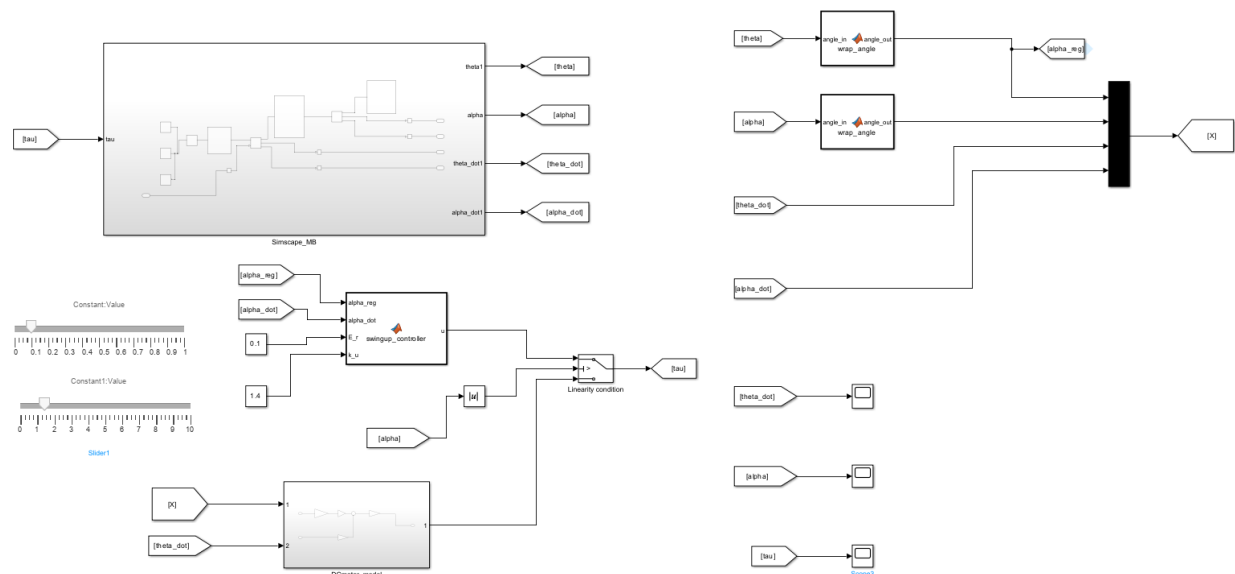 [tau]
tau
theta1
alpha
theta_dot1
alpha_dot1
Simscape_MB
[theta]
[alpha]
[theta_dot]
[alpha_dot]
[theta]
angle_in
angle_out
wrap_angle
[alpha_reg]
[alpha]
angle_in
angle_out
wrap_angle
[theta_dot]
[alpha_dot]
[X]
Constant:Value
0 0.1 0.2 0.3 0.4 0.5 0.6 0.7 0.8 0.9 1
Constant1:Value
0 1 2 3 4 5 6 7 8 9 10
Slider1
[alpha_reg]
[alpha_dot]
0.1
1.4
alpha_reg
alpha_dot
E_r
k_u
u
swingup_controller
[alpha]
|u|
>
Linearity condition
[tau]
[X]
[theta_dot]
1
2
1
DCmotor_model
[theta_dot]
[alpha]
[tau]